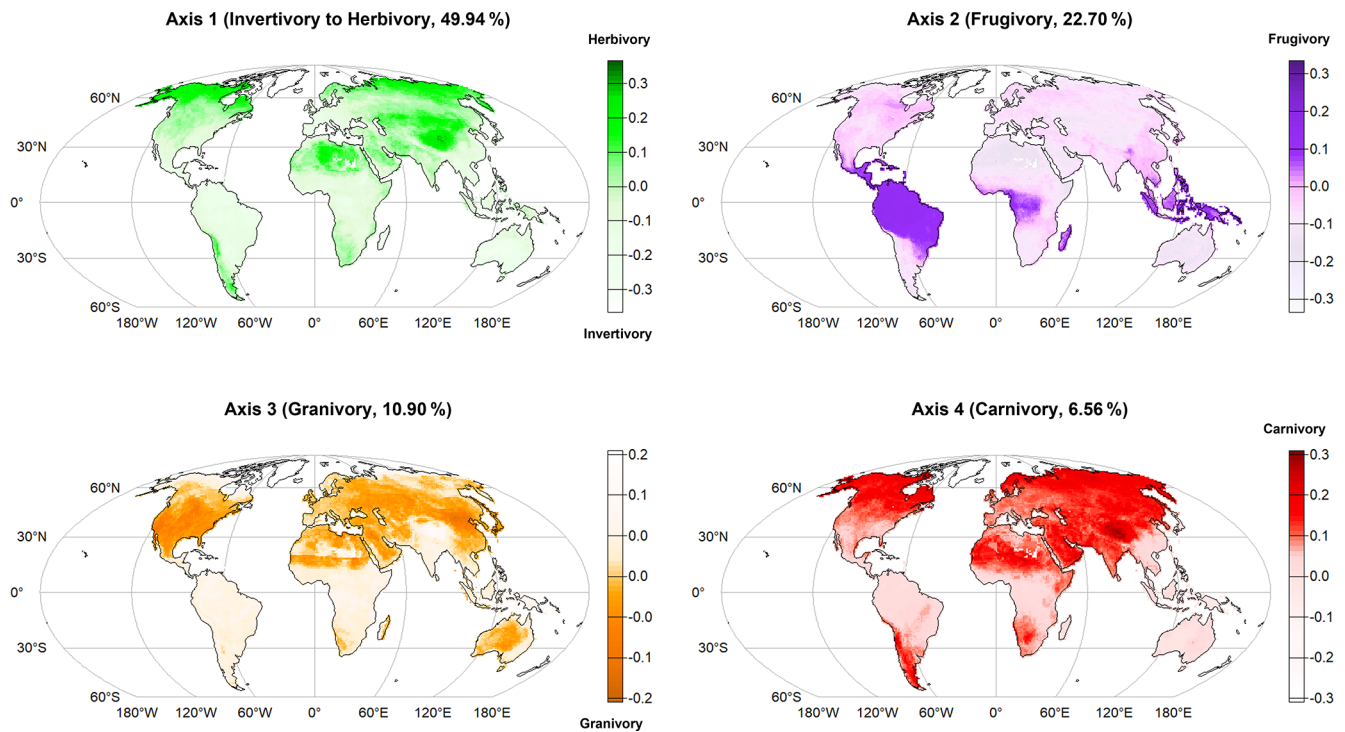 Axis 1 (Invertivory to Herbivory, 49.94 %)
Herbivory
0.3
0.2
0.1
0.0
-0.1
-0.2
-0.3
Invertivory
60°N
30°N
0°
30°S
60°S
180°W 120°W 60°W 0° 60°E 120°E 180°E
Axis 2 (Frugivory, 22.70 %)
Frugivory
0.3
0.2
0.1
0.0
-0.1
-0.2
-0.3
60°N
30°N
0°
30°S
60°S
180°W 120°W 60°W 0° 60°E 120°E 180°E
Axis 3 (Granivory, 10.90 %)
0.2
0.1
0.0
0.0
-0.0
-0.1
-0.2
Granivory
60°N
30°N
0°
30°S
60°S
180°W 120°W 60°W 0° 60°E 120°E 180°E
Axis 4 (Carnivory, 6.56 %)
Carnivory
0.3
0.2
0.1
0.0
-0.1
-0.2
-0.3
60°N
30°N
0°
30°S
60°S
180°W 120°W 60°W 0° 60°E 120°E 180°E